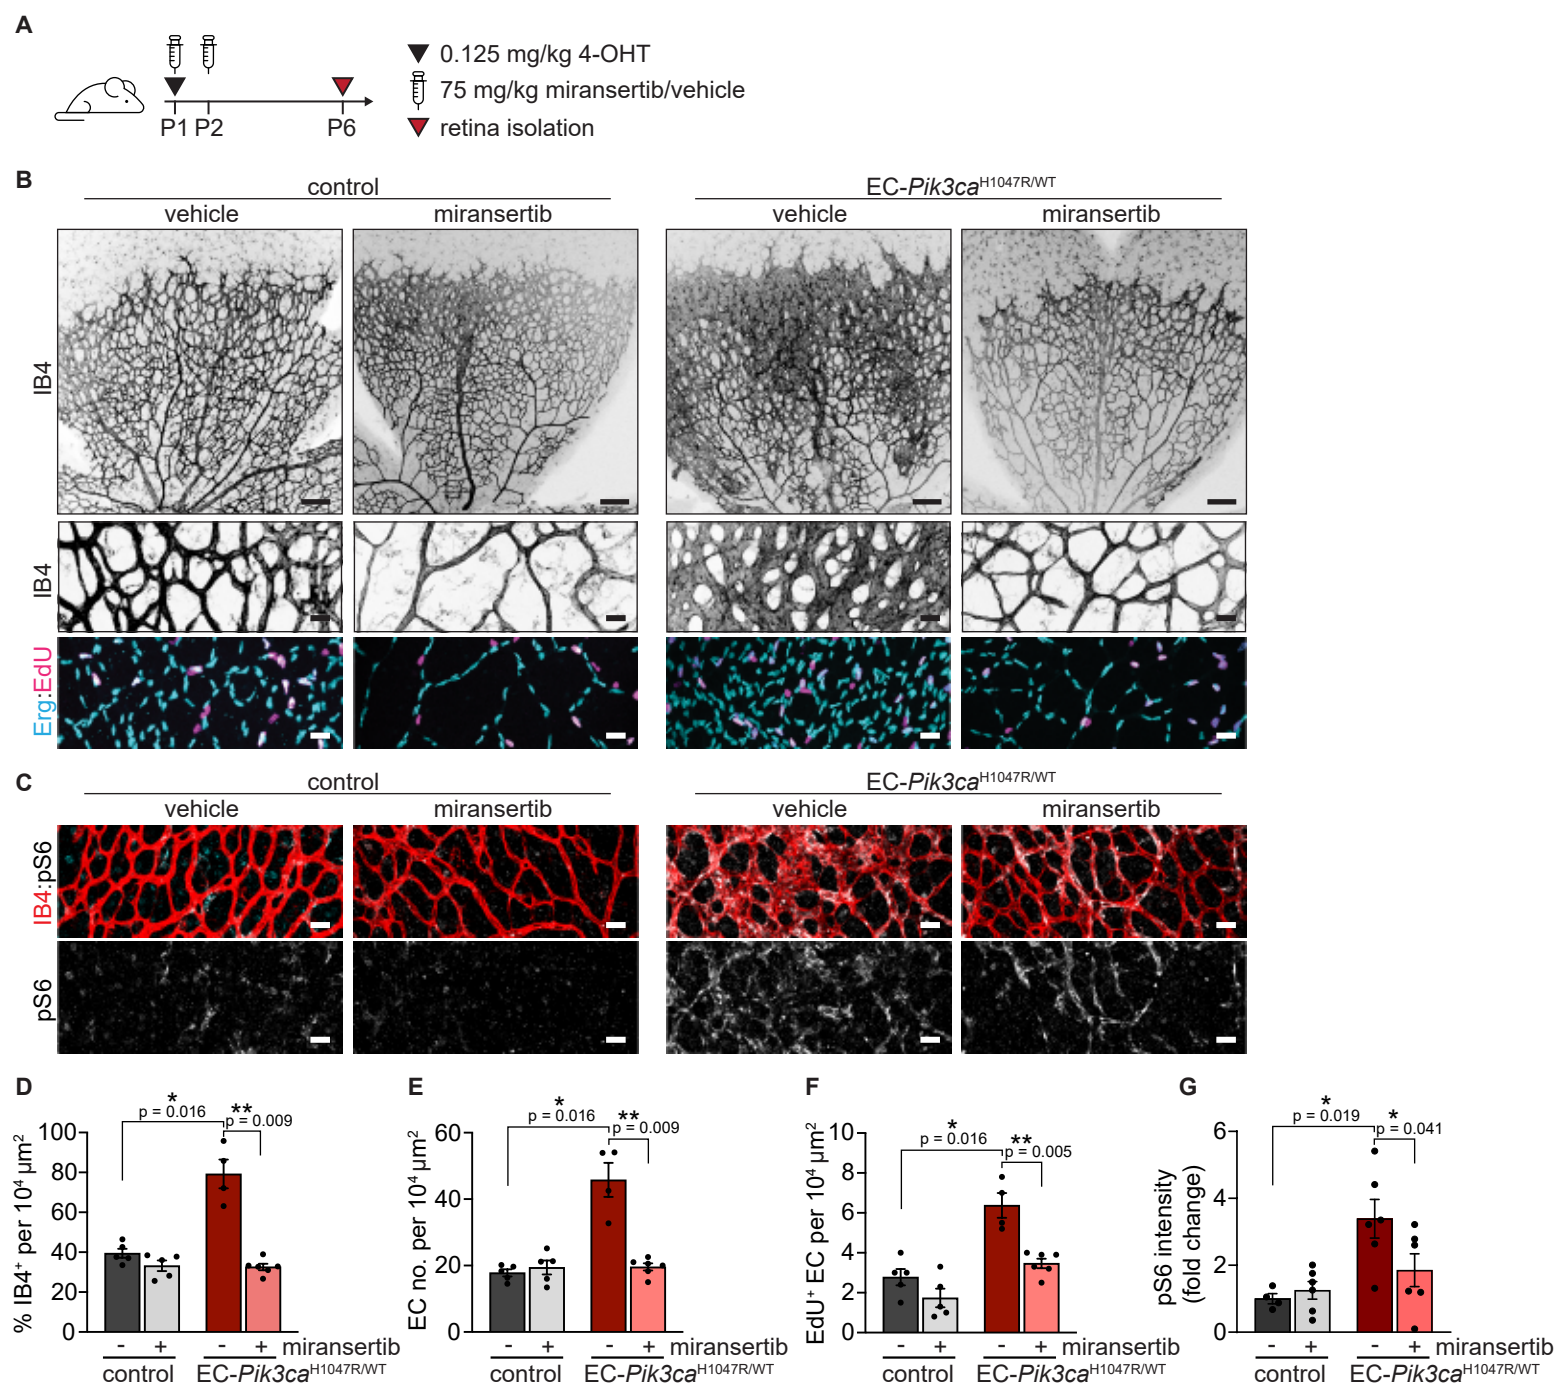 A
0.125 mg/kg 4-OHT
75 mg/kg miransertib/vehicle
retina isolation
P1 P2 P6
B
control EC-Pik3caH1047R/WT
vehicle miransertib vehicle miransertib
IB4
IB4
Erg:EdU
C
control EC-Pik3caH1047R/WT
vehicle miransertib vehicle miransertib
IB4:pS6
pS6
D
* p = 0.016
** p = 0.009
% IB4⁺ per 10⁴ μm²
100
80
60
40
20
0
- + - +
control EC-Pik3caH1047R/WT
E
* p = 0.016
** p = 0.009
EC no. per 10⁴ μm²
60
40
20
0
- + - +
miransertib
control EC-Pik3caH1047R/WT
F
* p = 0.016
** p = 0.005
EdU⁺ EC per 10⁴ μm²
10
8
6
4
2
0
- + - +
control EC-Pik3caH1047R/WT
G
* p = 0.019
* p = 0.041
pS6 intensity
(fold change)
6
4
2
0
- + - + miransertib
control EC-Pik3caH1047R/WT
miransertib